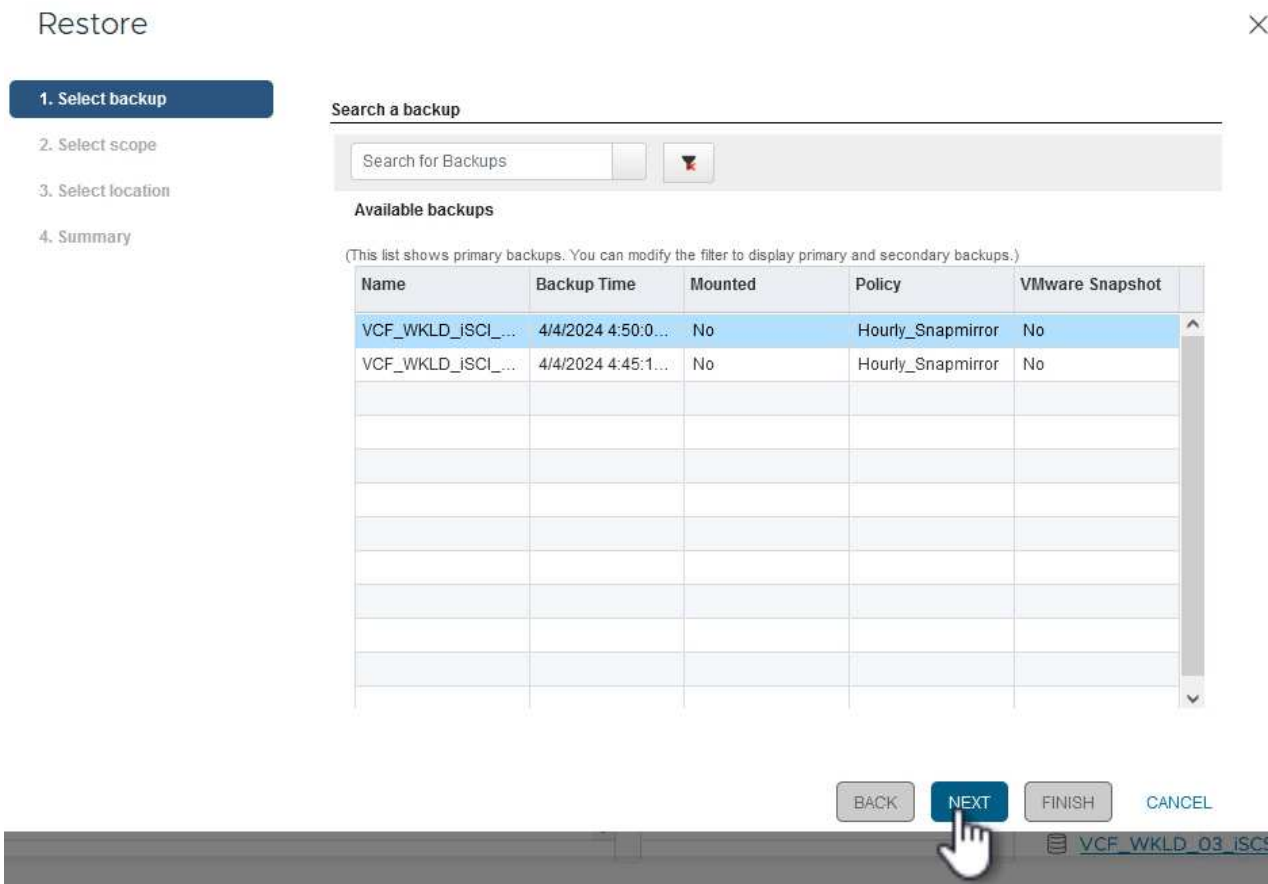 Restore
1. Select backup
2. Select scope
3. Select location
4. Summary
Search a backup
Search for Backups
Available backups
(This list shows primary backups. You can modify the filter to display primary and secondary backups.)
Name Backup Time Mounted Policy VMware Snapshot
VCF_WKLD_iSCI_... 4/4/2024 4:50:0... No Hourly_Snapmirror No
VCF_WKLD_iSCI_... 4/4/2024 4:45:1... No Hourly_Snapmirror No
BACK NEXT FINISH CANCEL
VCF_WKLD_03_iSCS